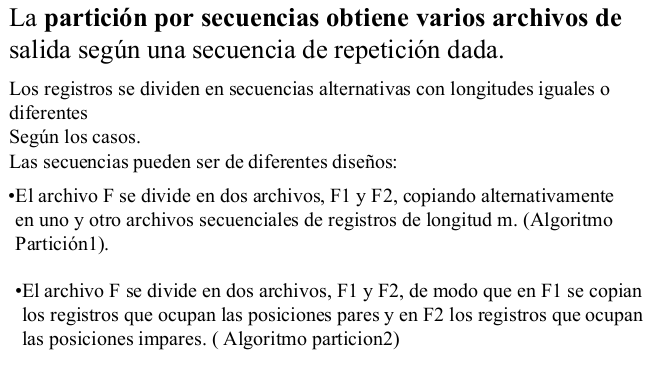 La partición por secuencias obtiene varios archivos de
salida según una secuencia de repetición dada.
Los registros se dividen en secuencias alternativas con longitudes iguales o
diferentes
Según los casos.
Las secuencias pueden ser de diferentes diseños:
•El archivo F se divide en dos archivos, F1 y F2, copiando alternativamente
en uno y otro archivos secuenciales de registros de longitud m. (Algoritmo
Partición1).
•El archivo F se divide en dos archivos, F1 y F2, de modo que en F1 se copian
los registros que ocupan las posiciones pares y en F2 los registros que ocupan
las posiciones impares. ( Algoritmo particion2)